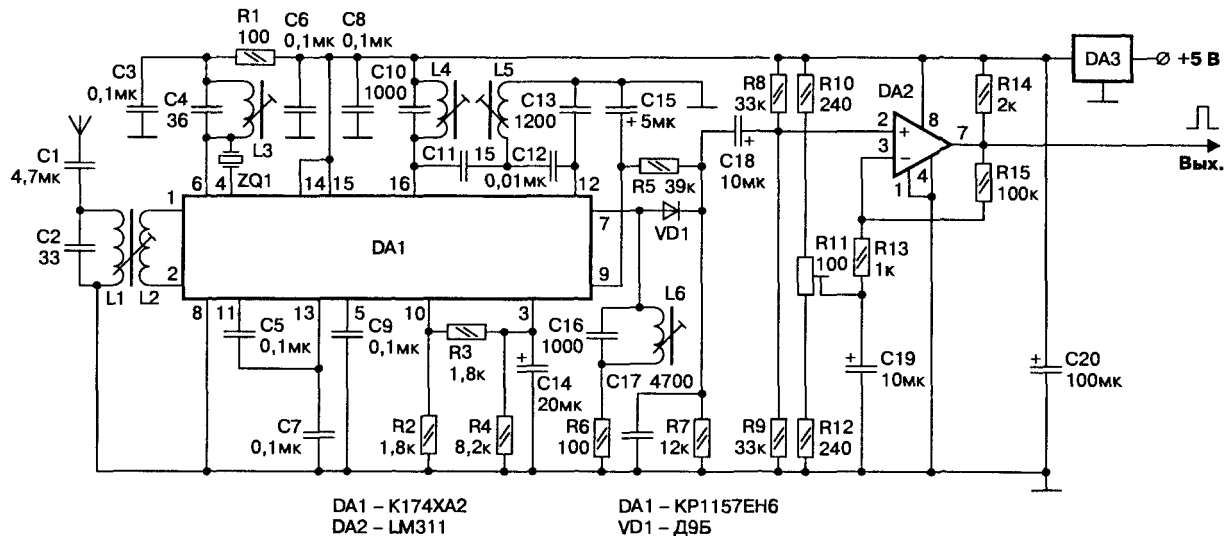 R1
100
C6
0,1мк
C8
0,1мк
C3
0,1мк
C4
36
L3
C10
1000
L4
L5
C13
1200
C15
+ 5мк
R8
33к
R10
240
DA2
R14
2к
DA3
+5 В
C1
4,7мк
ZQ1
C11
15
C12
0,01мк
R5
39к
C18
+
10мк
2
+
3
−
8
7
4
1
Вых.
R15
100к
6
4
14
15
16
12
1
2
DA1
7
9
VD1
C2
33
L1
L2
R11
100
R13
1к
8
11
13
5
10
3
C5
0,1мк
C9
0,1мк
R3
1,8к
+
C14
20мк
C16
1000
L6
C17
4700
+
C19
10мк
+
C20
100мк
C7
0,1мк
R2
1,8к
R4
8,2к
R6
100
R7
12к
R9
33к
R12
240
DA1 – К174ХА2
DA2 – LM311
DA1 – КР1157ЕН6
VD1 – Д9Б